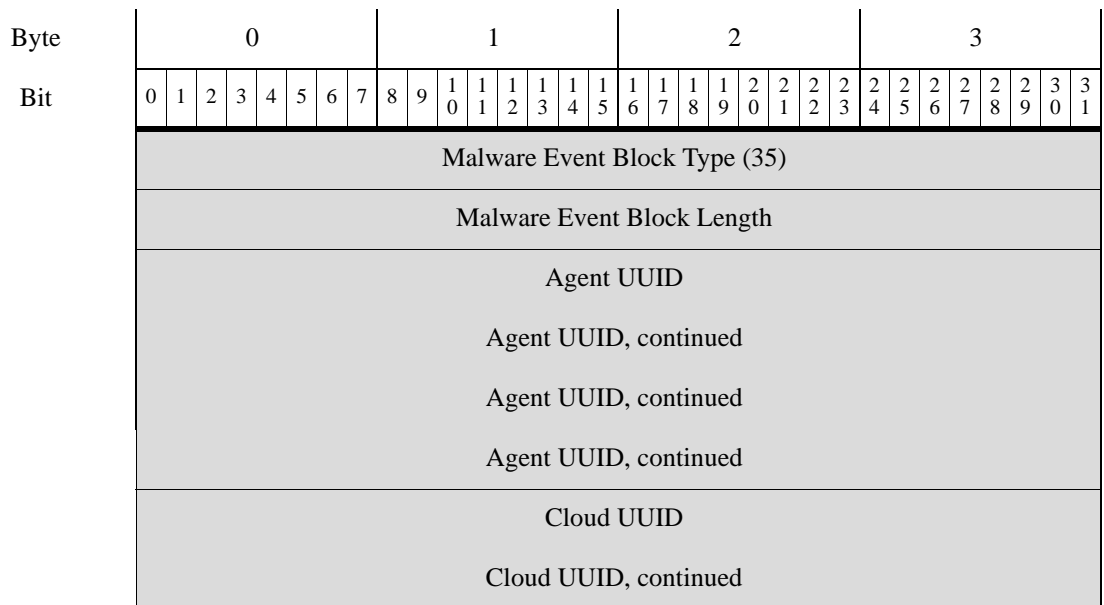 Byte 0 1 2 3
Bit 0 1 2 3 4 5 6 7 8 9 10 11 12 13 14 15 16 17 18 19 20 21 22 23 24 25 26 27 28 29 30 31
Malware Event Block Type (35)
Malware Event Block Length
Agent UUID
Agent UUID, continued
Agent UUID, continued
Agent UUID, continued
Cloud UUID
Cloud UUID, continued